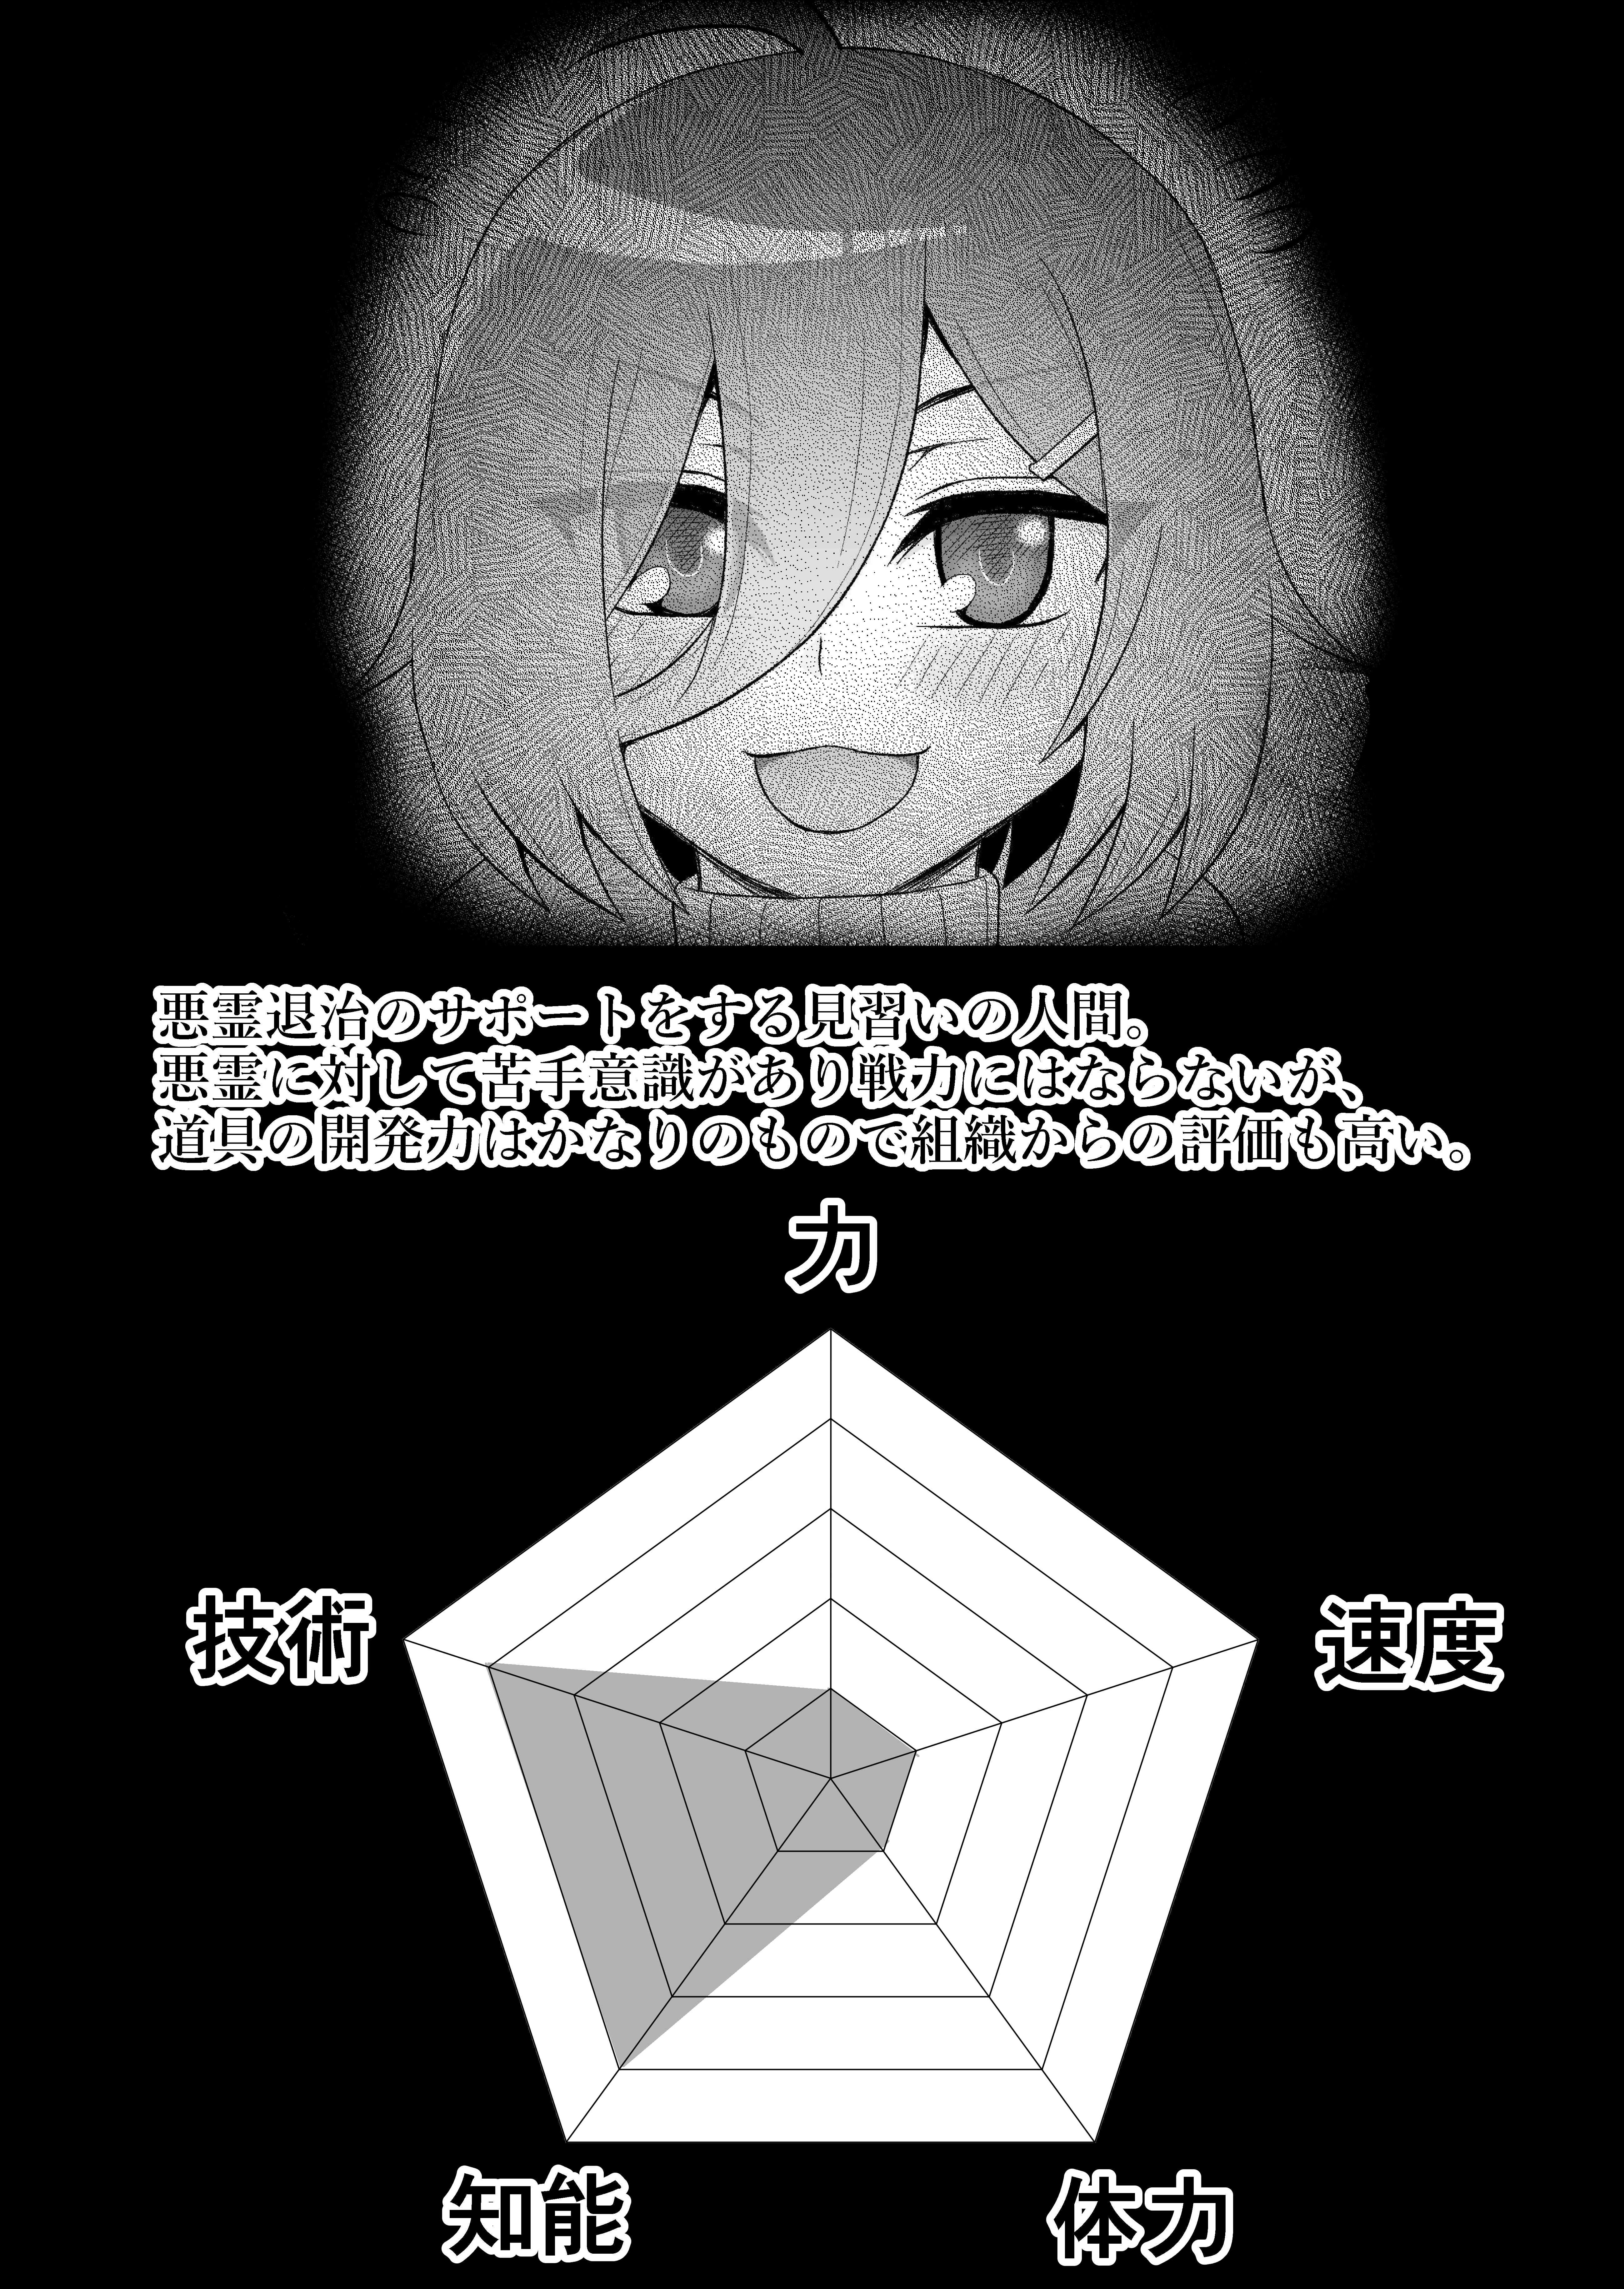 悪霊退治のサポートをする見習いの人間。
悪霊に対して苦手意識があり戦力にはならないが、
道具の開発力はかなりのもので組織からの評価も高い。
力
技術
速度
知能
体力